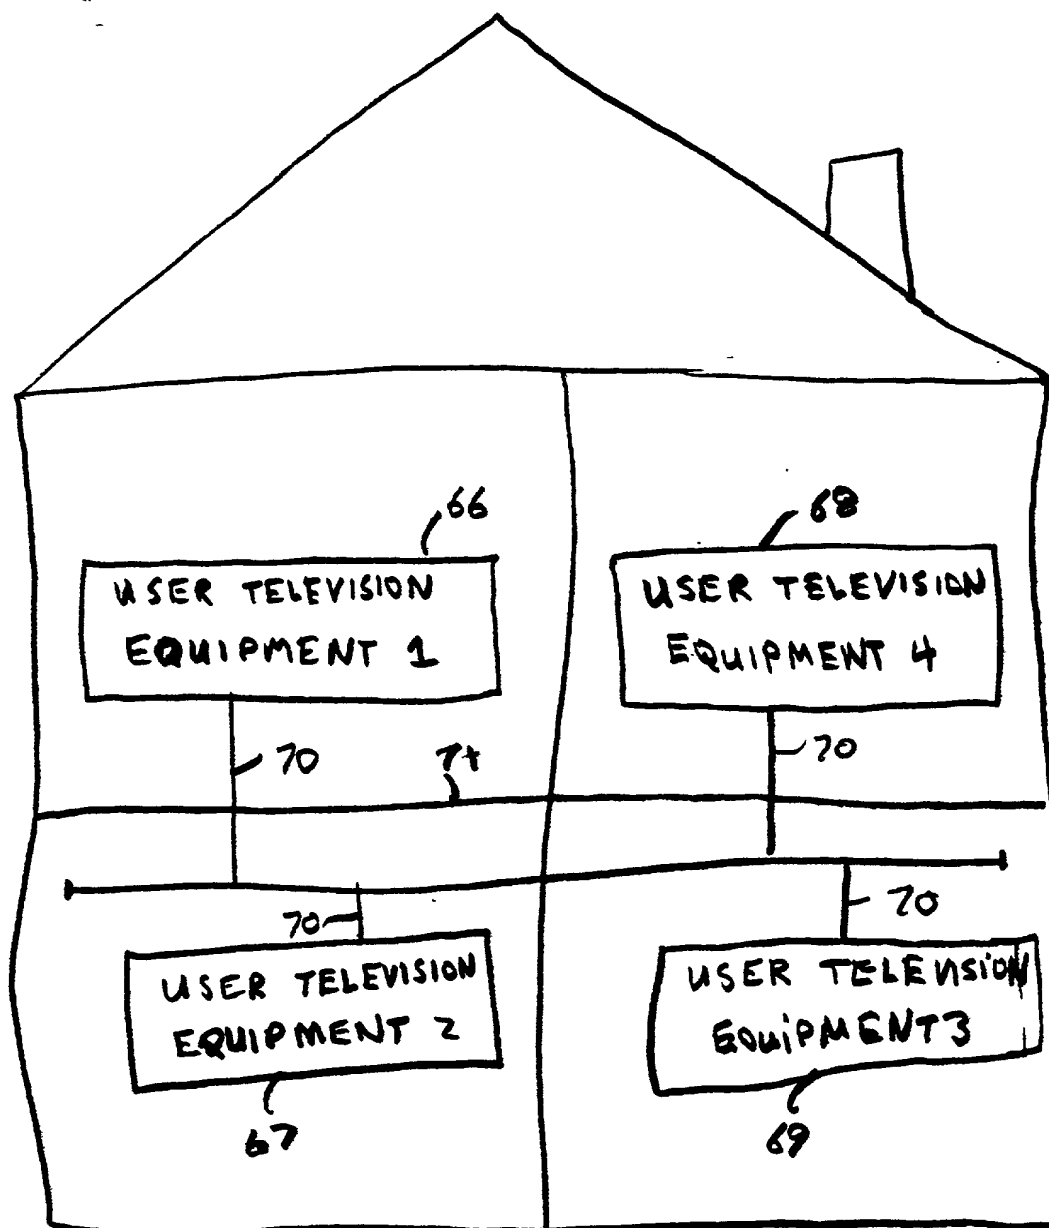 66
USER TELEVISION
EQUIPMENT 1
68
USER TELEVISION
EQUIPMENT 4
70
74
70
70
USER TELEVISION
EQUIPMENT 2
67
70
USER TELEVISION
EQUIPMENT 3
69